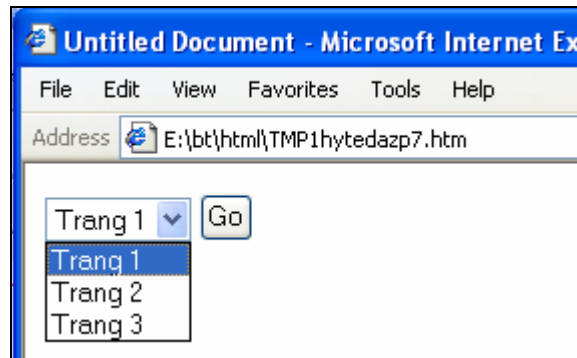 Untitled Document - Microsoft Internet Ex
File Edit View Favorites Tools Help
Address E:\bt\html\TMP1hytedazp7.htm
Trang 1 Go
Trang 1
Trang 2
Trang 3